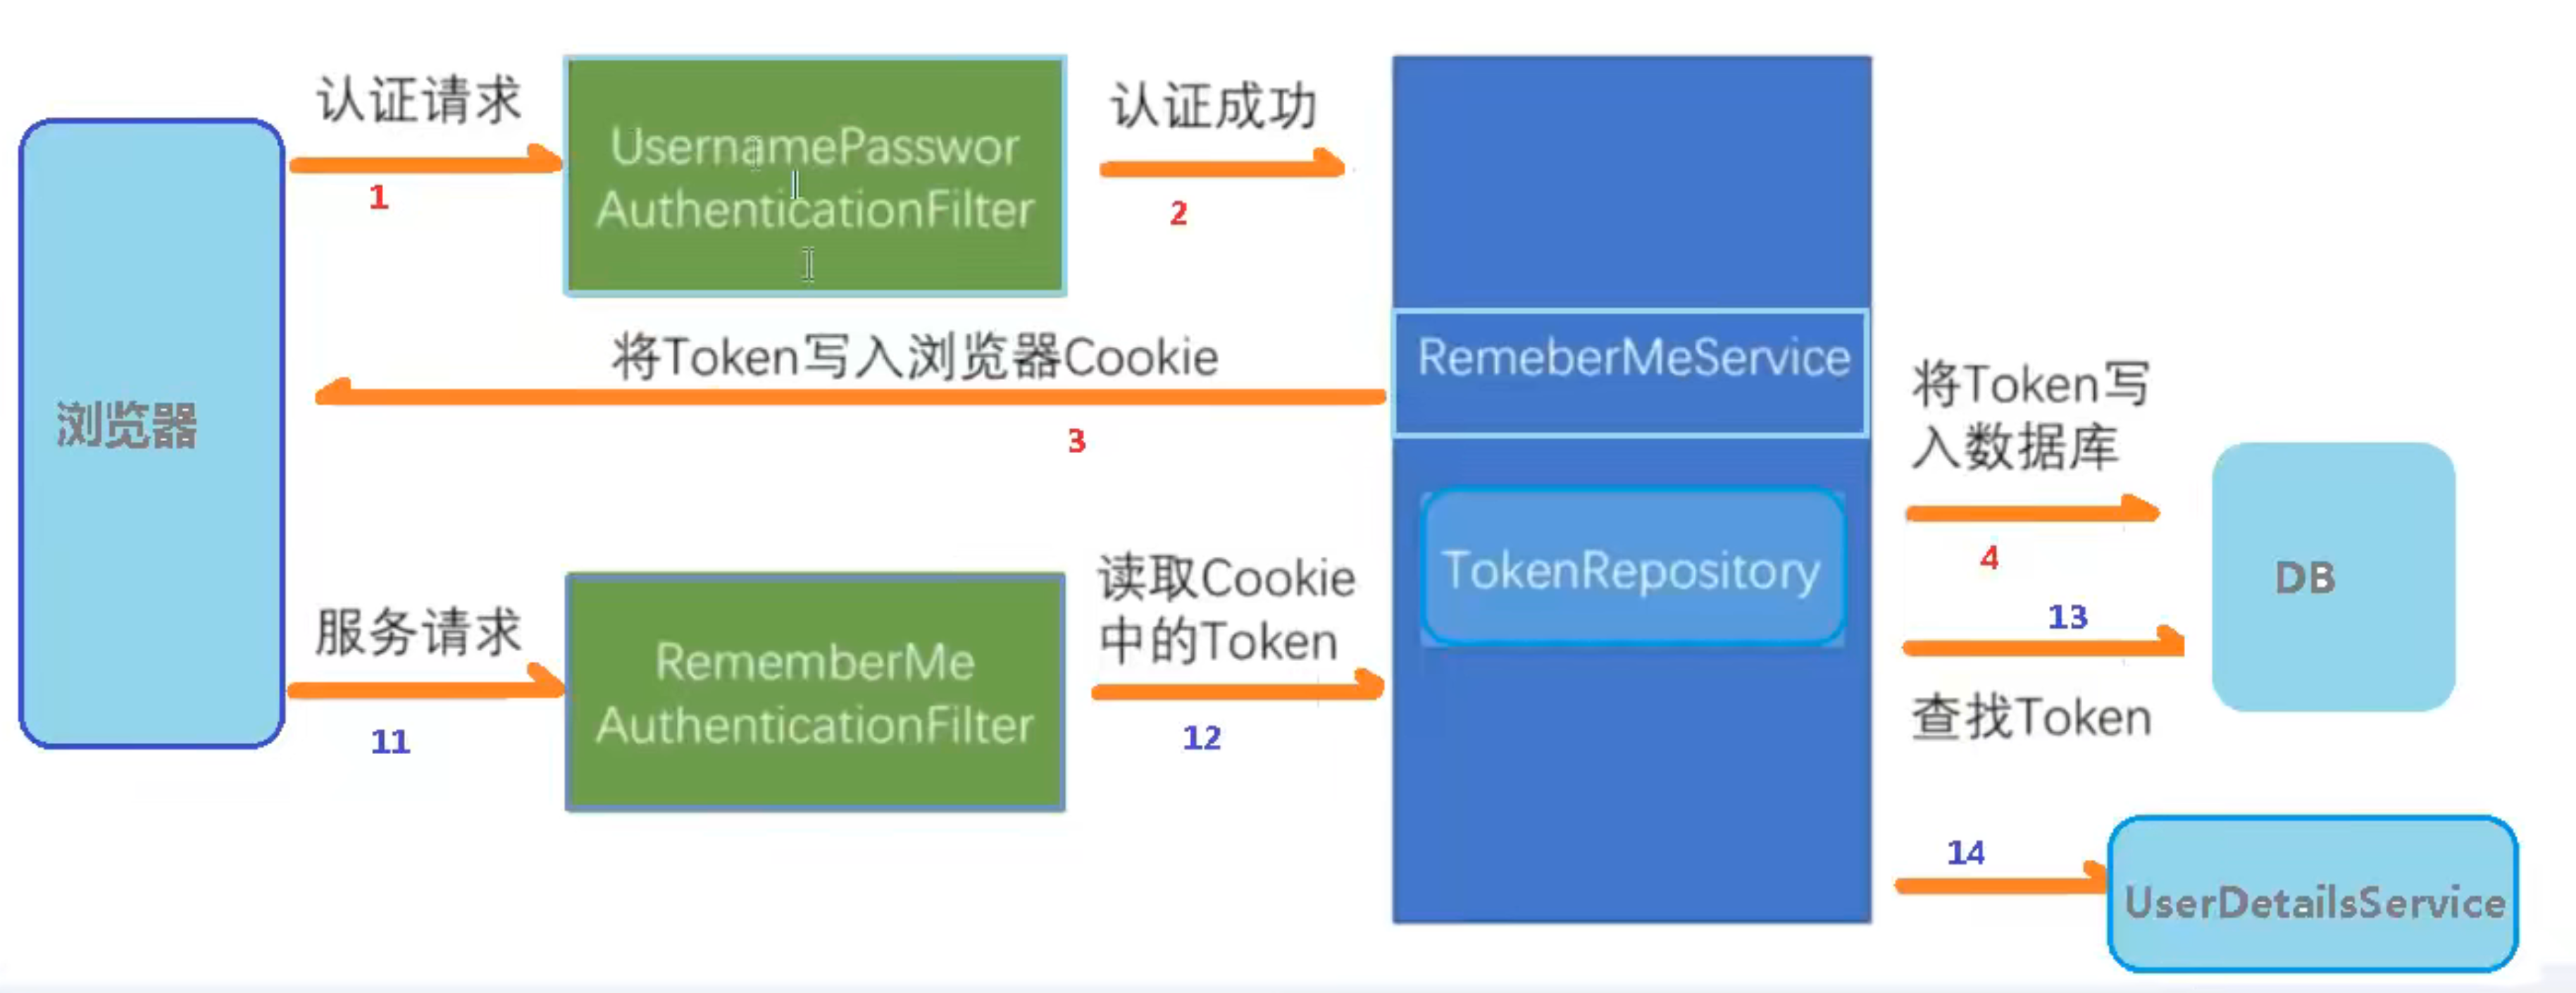 认证请求
1
UsernamePasswor
AuthenticationFilter
认证成功
2
将Token写入浏览器Cookie
3
浏览器
RemeberMeService
TokenRepository
将Token写
入数据库
4
DB
服务请求
11
RememberMe
AuthenticationFilter
读取Cookie
中的Token
12
13
查找Token
14
UserDetailsService